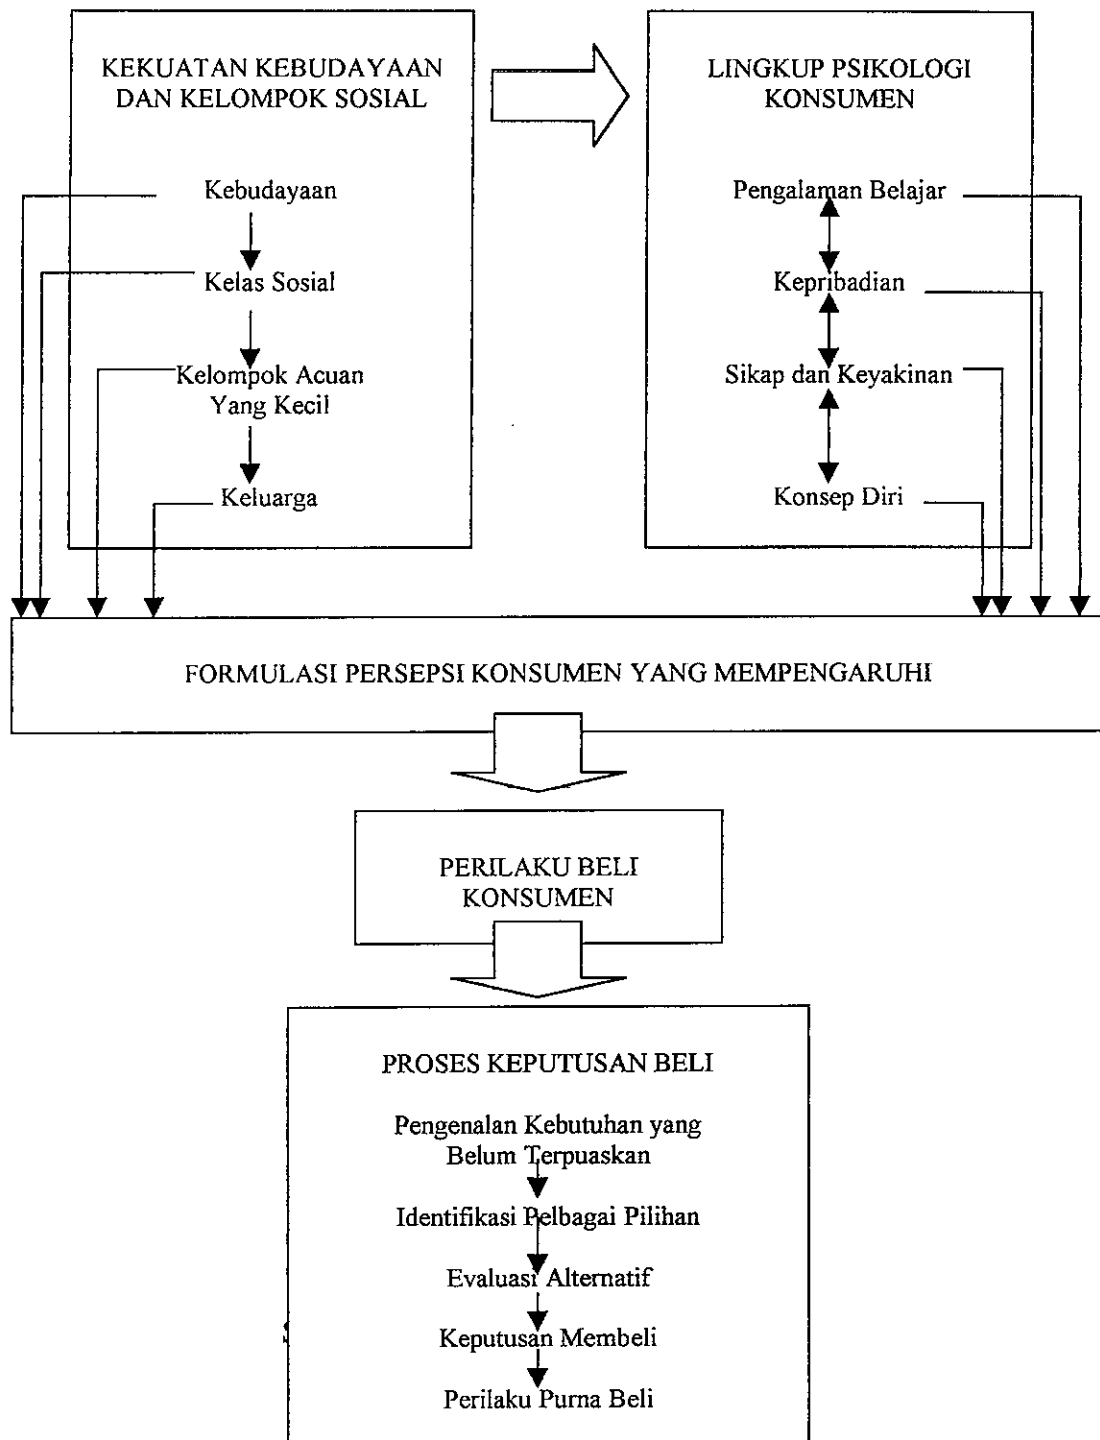 KEKUATAN KEBUDAYAAN
DAN KELOMPOK SOSIAL
Kebudayaan
Kelas Sosial
Kelompok Acuan
Yang Kecil
Keluarga
LINGKUP PSIKOLOGI
KONSUMEN
Pengalaman Belajar
Kepribadian
Sikap dan Keyakinan
Konsep Diri
FORMULASI PERSEPSI KONSUMEN YANG MEMPENGARUHI
PERILAKU BELI
KONSUMEN
PROSES KEPUTUSAN BELI
Pengenalan Kebutuhan yang
Belum Terpuaskan
Identifikasi Pelbagai Pilihan
Evaluasi Alternatif
Keputusan Membeli
Perilaku Purna Beli